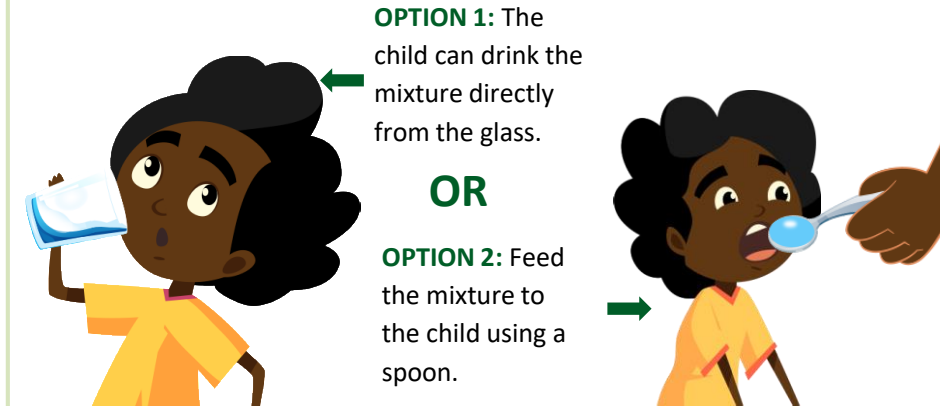 OPTION 1: The
child can drink the
mixture directly
from the glass.
OR
OPTION 2: Feed
the mixture to
the child using a
spoon.